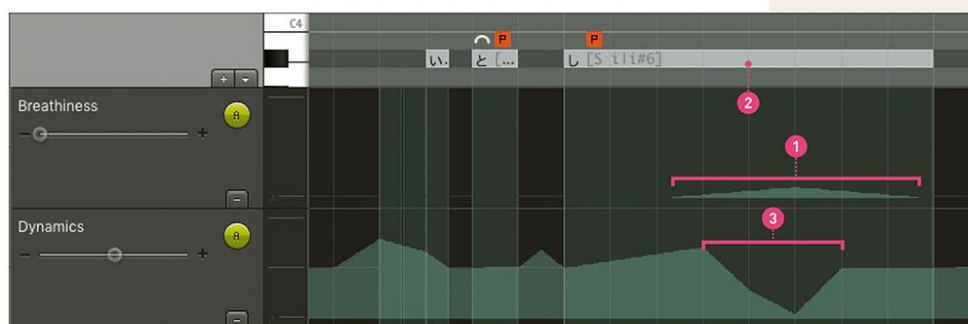 C4
P
P
い.
と [...
し [S i|i#6]
+
2
Breathiness
A
1
- +
Dynamics
A
3
- +